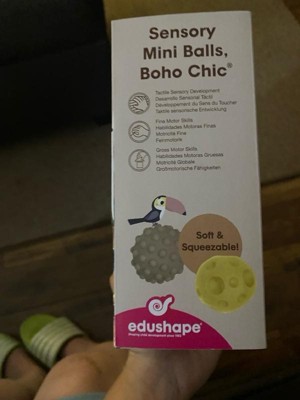 Sensory
Mini Balls,
Boho Chic®
Tactile Sensory Development
Desarrollo Sensorial Táctil
Développement du Sens du Toucher
Taktile sensorische Entwicklung
Fine Motor Skills
Habilidades Motoras Finas
Motricité Fine
Feinmotorik
Gross Motor Skills
Habilidades Motoras Gruesas
Motricité Globale
Großmotorische Fähigkeiten
Soft &
Squeezable!
edushape®